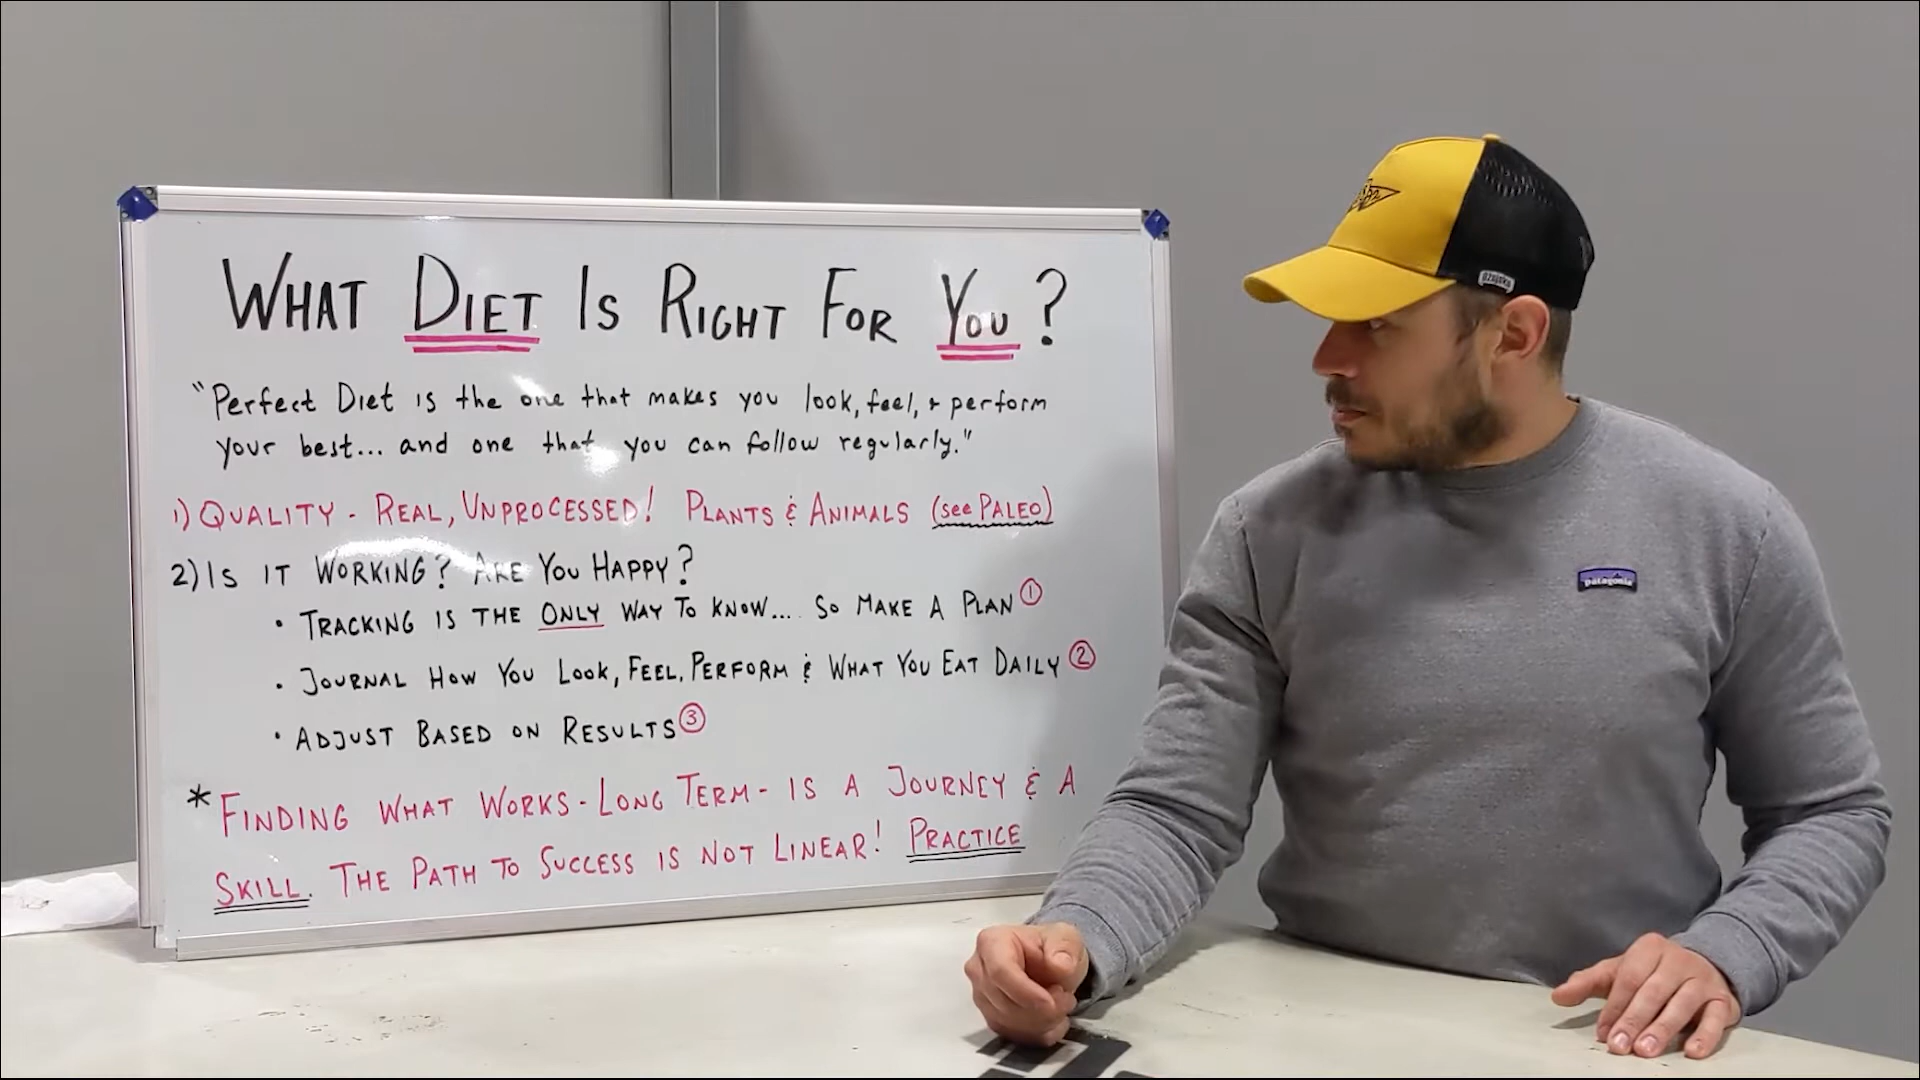 WHAT DIET IS RIGHT FOR YOU?
"Perfect Diet is the one that makes you look, feel, + perform
your best... and one that you can follow regularly."
1) QUALITY - REAL, UNPROCESSED! PLANTS & ANIMALS (see PALEO)
2) IS IT WORKING? ARE YOU HAPPY?
• TRACKING IS THE ONLY WAY TO KNOW.... SO MAKE A PLAN ①
• JOURNAL HOW YOU LOOK, FEEL, PERFORM & WHAT YOU EAT DAILY ②
• ADJUST BASED ON RESULTS ③
* FINDING WHAT WORKS - LONG TERM - IS A JOURNEY & A
SKILL. THE PATH TO SUCCESS IS NOT LINEAR! PRACTICE
patagonia